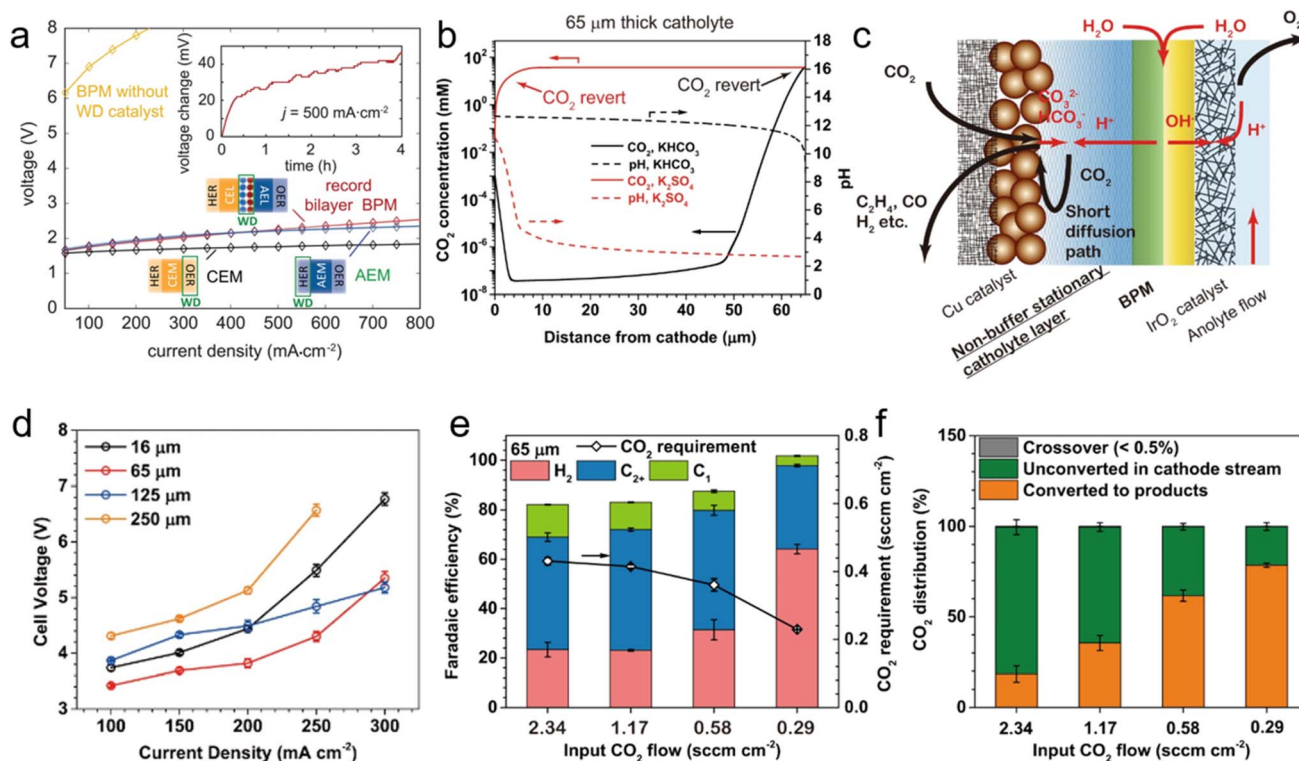 a
8
7
6
5
4
3
2
1
0
voltage (V)
100 200 300 400 500 600 700 800
current density (mA·cm⁻²)
BPM without
WD catalyst
voltage change (mV)
40
20
0
0 1 2 3 4
time (h)
j = 500 mA·cm⁻²
HER
CEL
AEL
OER
WD
record
bilayer BPM
HER
CEM
OER
WD
CEM
HER
AEM
OER
WD
AEM
b
65 μm thick catholyte
CO₂ concentration (mM)
10²
10⁰
10⁻²
10⁻⁴
10⁻⁶
10⁻⁸
18
16
14
12
10
8
6
4
2
0
pH
CO₂ revert
CO₂ revert
CO₂, KHCO₃
pH, KHCO₃
CO₂, K₂SO₄
pH, K₂SO₄
0 10 20 30 40 50 60
Distance from cathode (μm)
c
H₂O H₂O
O₂
CO₂
SO₃²⁻
HCO₃⁻
H⁺
OH⁻
H⁺
CO₂
C₂H₄, CO
H₂ etc.
Short
diffusion
path
Cu catalyst
Non-buffer stationary
catholyte layer
BPM
IrO₂ catalyst
Anolyte flow
d
16 μm
65 μm
125 μm
250 μm
Cell Voltage (V)
8
7
6
5
4
3
100 150 200 250 300
Current Density (mA cm⁻²)
e
65 μm
CO₂ requirement
H₂ C₂₊ C₁
Faradaic efficiency (%)
100
80
60
40
20
0
0.8
0.6
0.4
0.2
0.0
CO₂ requirement (sccm cm⁻²)
2.34 1.17 0.58 0.29
Input CO₂ flow (sccm cm⁻²)
f
Crossover (< 0.5%)
Unconverted in cathode stream
Converted to products
CO₂ distribution (%)
150
100
50
0
2.34 1.17 0.58 0.29
Input CO₂ flow (sccm cm⁻²)